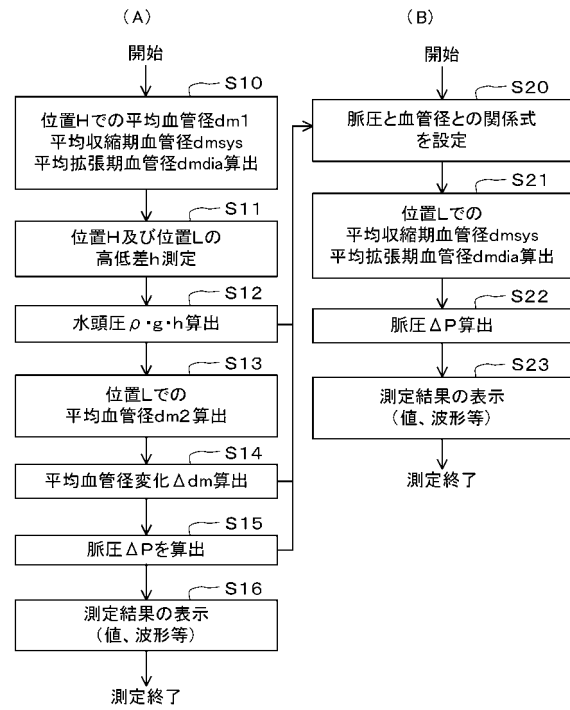 (A)
開始
S10
位置Hでの平均血管径dm1
平均収縮期血管径dmsys
平均拡張期血管径dmdia算出
S11
位置H及び位置Lの
高低差h測定
S12
水頭圧ρ・g・h算出
S13
位置Lでの
平均血管径dm2算出
S14
平均血管径変化Δdm算出
S15
脈圧ΔPを算出
S16
測定結果の表示
(値、波形等)
測定終了
(B)
開始
S20
脈圧と血管径との関係式
を設定
S21
位置Lでの
平均収縮期血管径dmsys
平均拡張期血管径dmdia算出
S22
脈圧ΔP算出
S23
測定結果の表示
(値、波形等)
測定終了